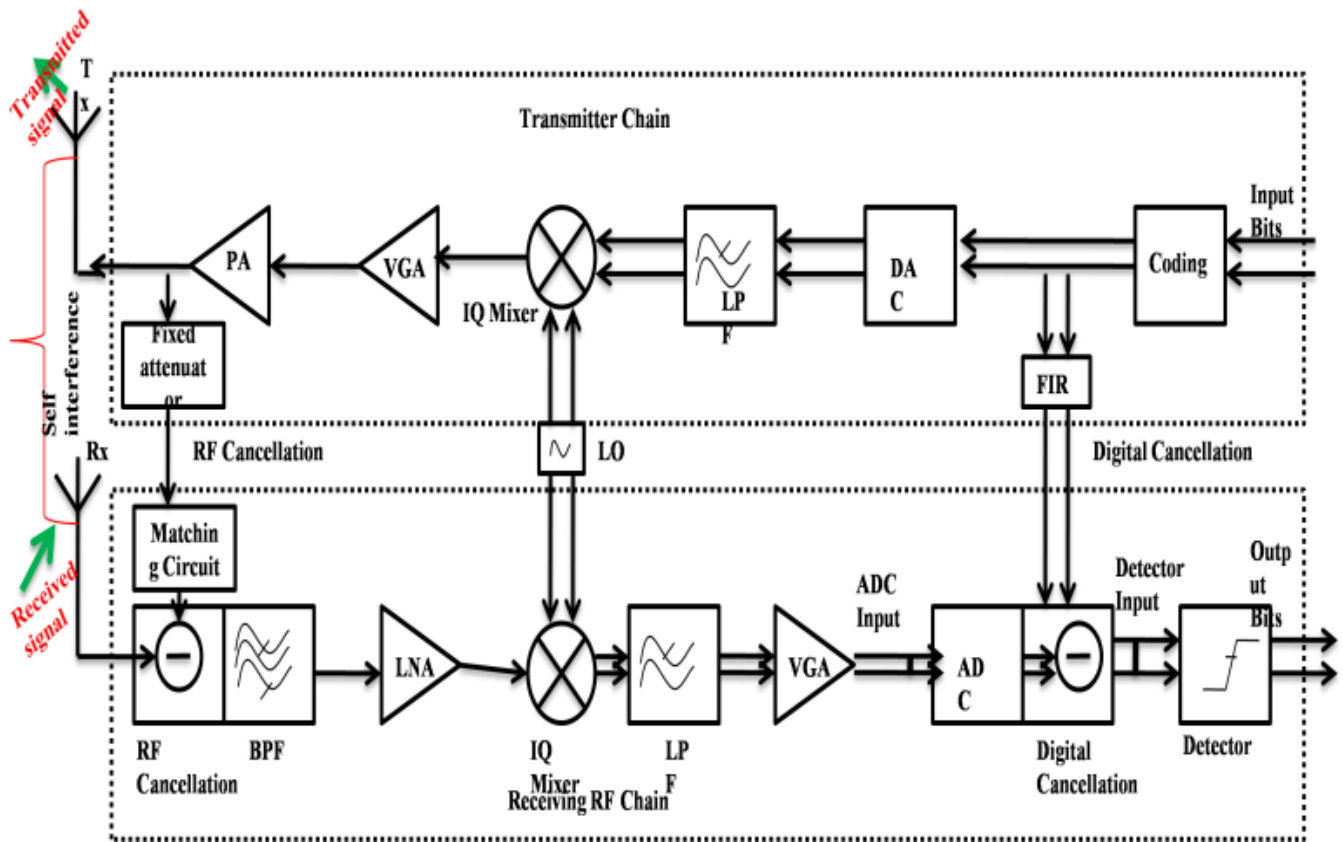 Transmitted
signal
T
x
Transmitter Chain
Input
Bits
PA
VGA
IQ Mixer
LP
F
DA
C
Coding
Fixed
attenuat
or
FIR
Self
interference
RF Cancellation
LO
Digital Cancellation
Rx
Matchin
g Circuit
Received
signal
ADC
Input
Detector
Input
Outp
ut
Bits
LNA
VGA
AD
C
RF
Cancellation
BPF
IQ
Mixer
LP
F
Digital
Cancellation
Detector
Receiving RF Chain